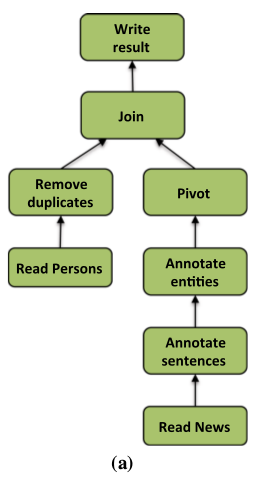 Write
result
Join
Remove
duplicates
Pivot
Read Persons
Annotate
entities
Annotate
sentences
Read News
(a)